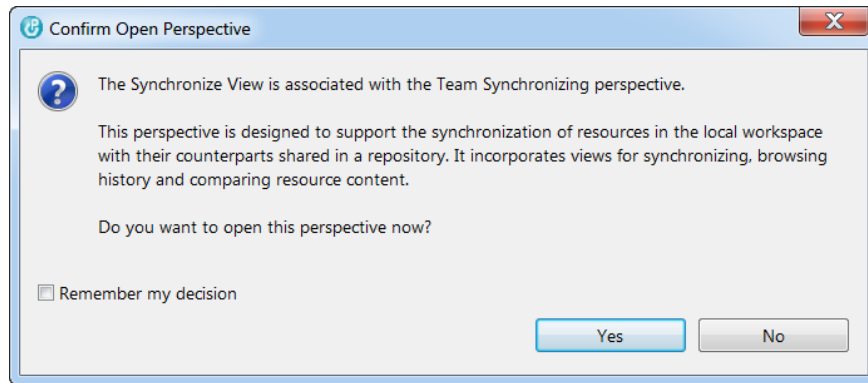 Confirm Open Perspective
The Synchronize View is associated with the Team Synchronizing perspective.
This perspective is designed to support the synchronization of resources in the local workspace
with their counterparts shared in a repository. It incorporates views for synchronizing, browsing
history and comparing resource content.
Do you want to open this perspective now?
Remember my decision
Yes
No